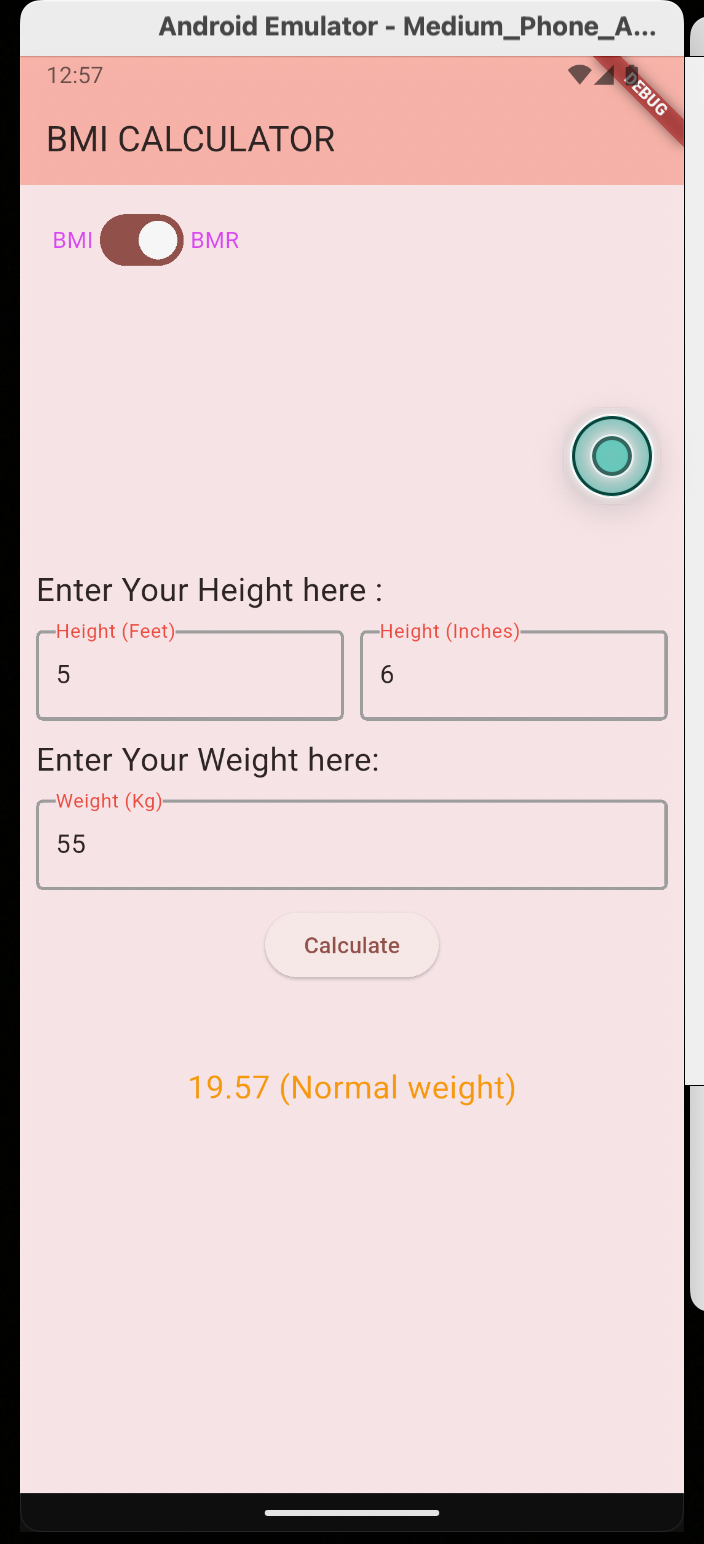 Android Emulator - Medium_Phone_A...
12:57
DEBUG
BMI CALCULATOR
BMI BMR
Enter Your Height here :
Height (Feet) Height (Inches)
5 6
Enter Your Weight here:
Weight (Kg)
55
Calculate
19.57 (Normal weight)